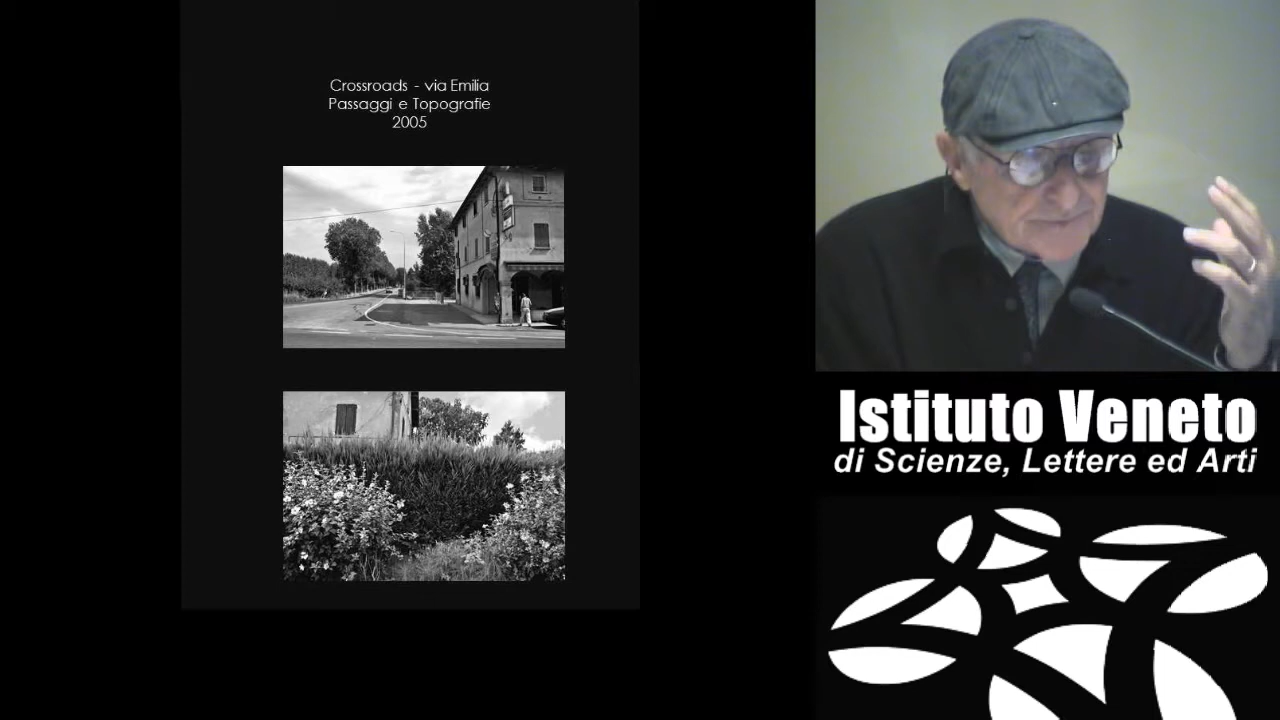 Crossroads - via Emilia
Passaggi e Topografie
2005
Istituto Veneto
di Scienze, Lettere ed Arti